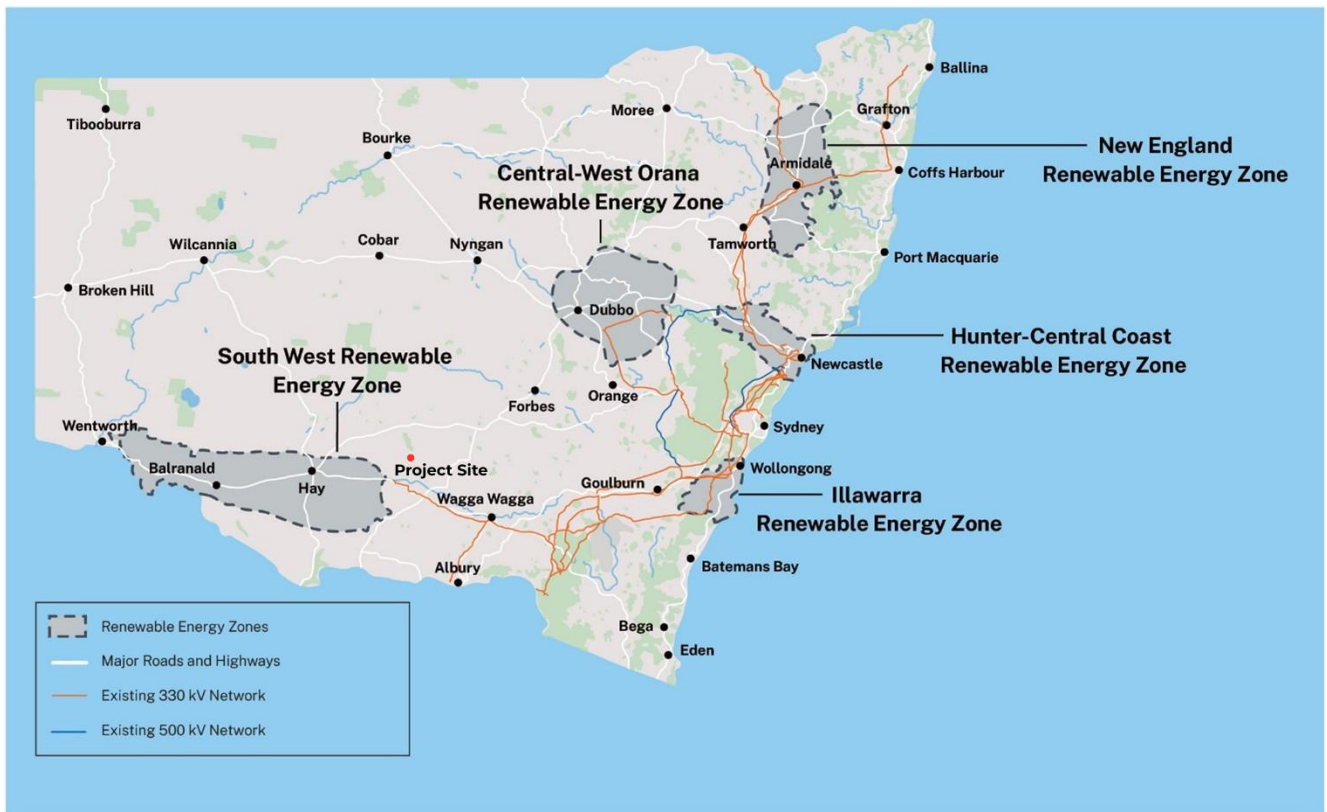 Ballina
Tibooburra
Moree
Grafton
Bourke
New England
Renewable Energy Zone
Armidale
Coffs Harbour
Central-West Orana
Renewable Energy Zone
Tamworth
Wilcannia
Cobar
Nyngan
Port Macquarie
Broken Hill
Dubbo
Hunter-Central Coast
Renewable Energy Zone
South West Renewable
Energy Zone
Newcastle
Forbes
Orange
Wentworth
Sydney
Balranald
Hay
Project Site
Wollongong
Goulburn
Wagga Wagga
Illawarra
Renewable Energy Zone
Albury
Batemans Bay
Bega
Eden
Renewable Energy Zones
Major Roads and Highways
Existing 330 kV Network
Existing 500 kV Network